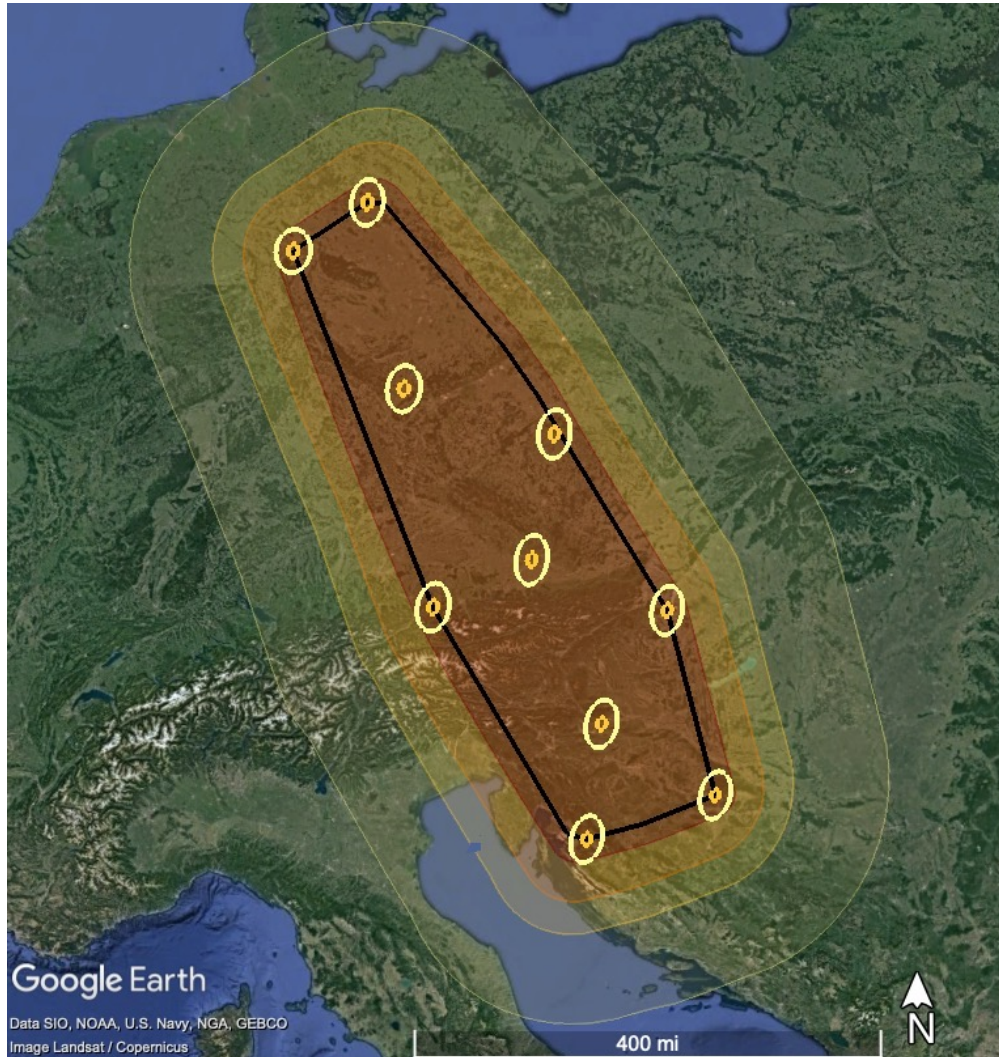 Google Earth
Data SIO, NOAA, U.S. Navy, NGA, GEBCO
Image Landsat / Copernicus
400 mi
N